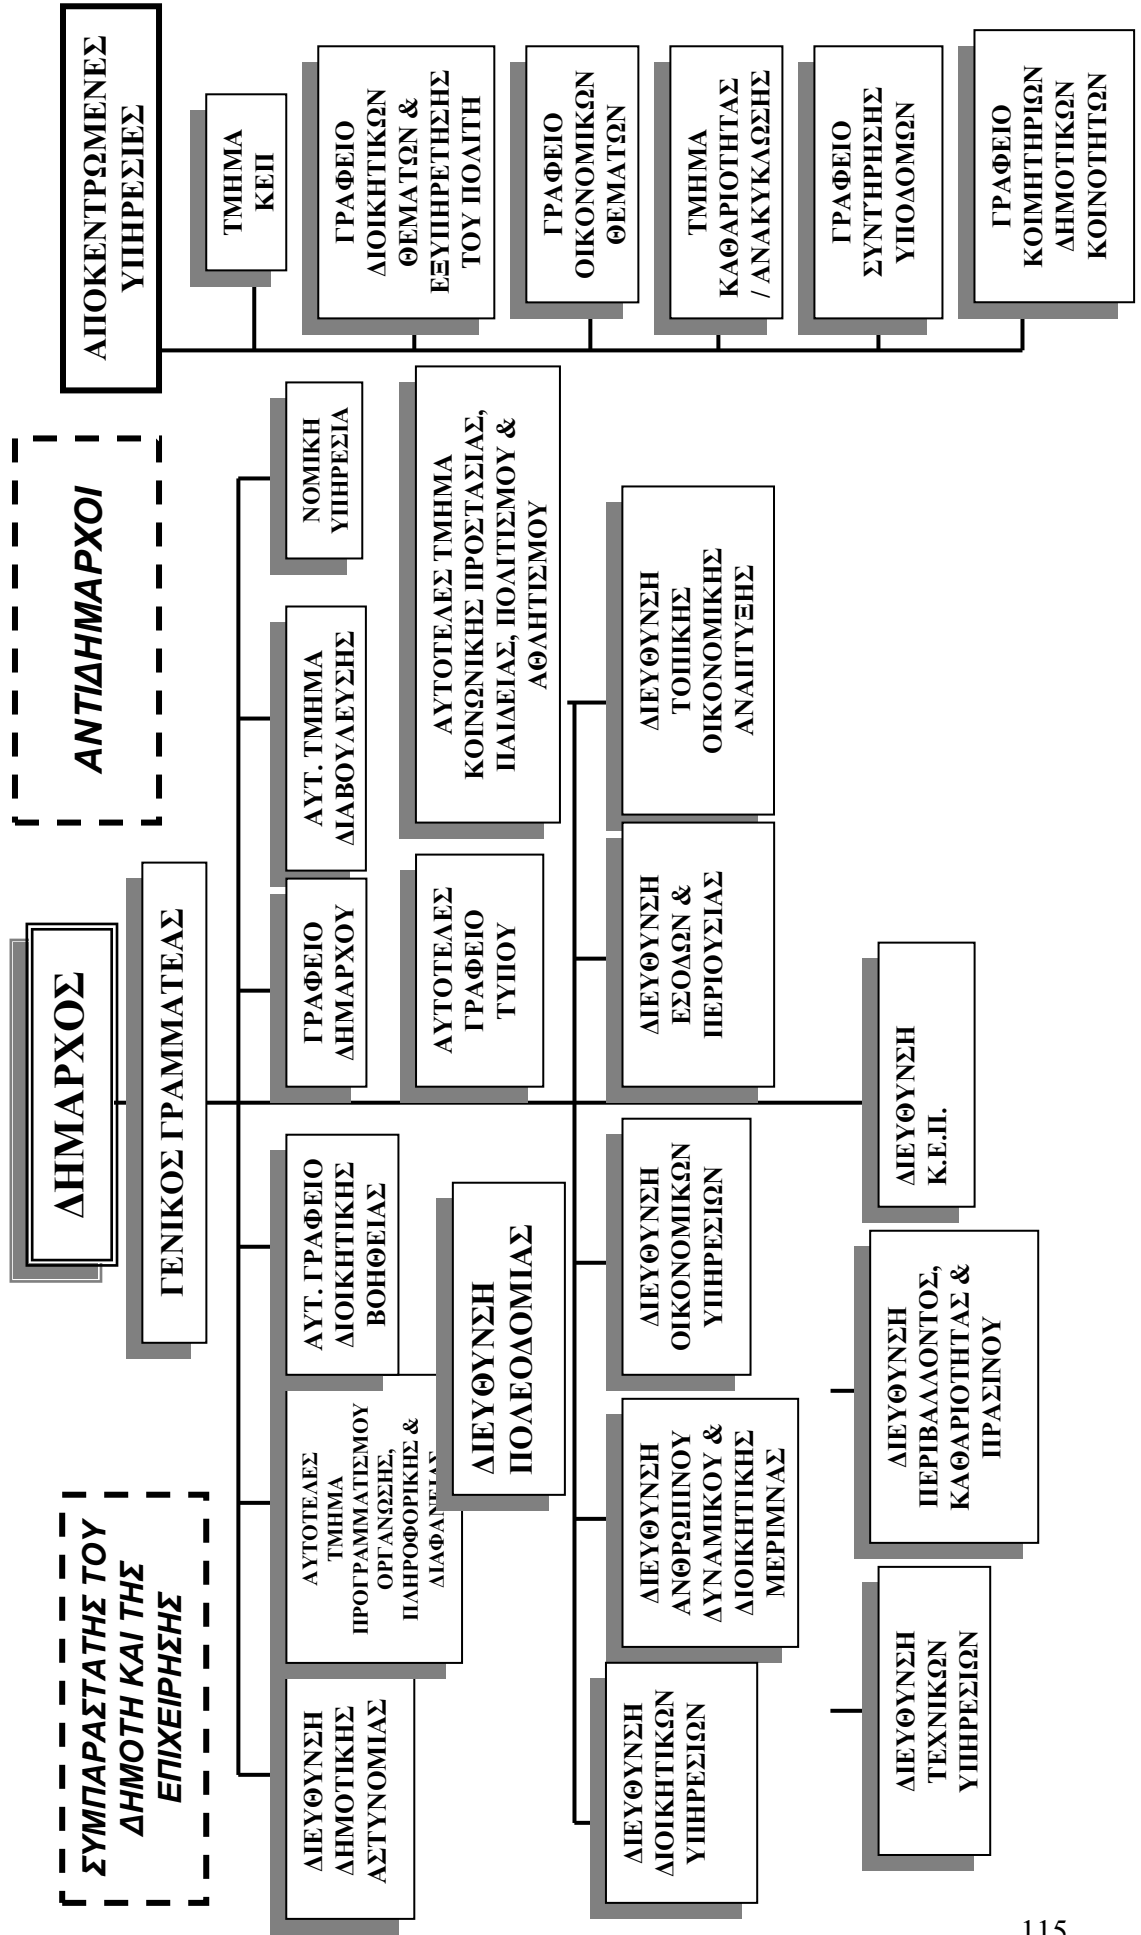 ΔΗΜΑΡΧΟΣ
ΓΕΝΙΚΟΣ ΓΡΑΜΜΑΤΕΑΣ
ΣΥΜΠΑΡΑΣΤΑΤΗΣ ΤΟΥ
ΔΗΜΟΤΗ ΚΑΙ ΤΗΣ
ΕΠΙΧΕΙΡΗΣΗΣ
ΑΝΤΙΔΗΜΑΡΧΟΙ
ΔΙΕΥΘΥΝΣΗ
ΔΗΜΟΤΙΚΗΣ
ΑΣΤΥΝΟΜΙΑΣ
ΑΥΤΟΤΕΛΕΣ
ΤΜΗΜΑ
ΠΡΟΓΡΑΜΜΑΤΙΣΜΟΥ
ΟΡΓΑΝΩΣΗΣ,
ΠΛΗΡΟΦΟΡΙΚΗΣ &
ΔΙΑΦΑΝΕΙΑΣ
ΑΥΤ. ΓΡΑΦΕΙΟ
ΔΙΟΙΚΗΤΙΚΗΣ
ΒΟΗΘΕΙΑΣ
ΓΡΑΦΕΙΟ
ΔΗΜΑΡΧΟΥ
ΑΥΤ. ΤΜΗΜΑ
ΔΙΑΒΟΥΛΕΥΣΗΣ
ΝΟΜΙΚΗ
ΥΠΗΡΕΣΙΑ
ΔΙΕΥΘΥΝΣΗ
ΠΟΛΕΟΔΟΜΙΑΣ
ΑΥΤΟΤΕΛΕΣ
ΓΡΑΦΕΙΟ
ΤΥΠΟΥ
ΑΥΤΟΤΕΛΕΣ ΤΜΗΜΑ
ΚΟΙΝΩΝΙΚΗΣ ΠΡΟΣΤΑΣΙΑΣ,
ΠΑΙΔΕΙΑΣ, ΠΟΛΙΤΙΣΜΟΥ &
ΑΘΛΗΤΙΣΜΟΥ
ΔΙΕΥΘΥΝΣΗ
ΔΙΟΙΚΗΤΙΚΩΝ
ΥΠΗΡΕΣΙΩΝ
ΔΙΕΥΘΥΝΣΗ
ΑΝΘΡΩΠΙΝΟΥ
ΔΥΝΑΜΙΚΟΥ &
ΔΙΟΙΚΗΤΙΚΗΣ
ΜΕΡΙΜΝΑΣ
ΔΙΕΥΘΥΝΣΗ
ΟΙΚΟΝΟΜΙΚΩΝ
ΥΠΗΡΕΣΙΩΝ
ΔΙΕΥΘΥΝΣΗ
ΕΣΟΔΩΝ &
ΠΕΡΙΟΥΣΙΑΣ
ΔΙΕΥΘΥΝΣΗ
ΤΟΠΙΚΗΣ
ΟΙΚΟΝΟΜΙΚΗΣ
ΑΝΑΠΤΥΞΗΣ
ΔΙΕΥΘΥΝΣΗ
ΤΕΧΝΙΚΩΝ
ΥΠΗΡΕΣΙΩΝ
ΔΙΕΥΘΥΝΣΗ
ΠΕΡΙΒΑΛΛΟΝΤΟΣ,
ΚΑΘΑΡΙΟΤΗΤΑΣ &
ΠΡΑΣΙΝΟΥ
ΔΙΕΥΘΥΝΣΗ
Κ.Ε.Π.
ΑΠΟΚΕΝΤΡΩΜΕΝΕΣ
ΥΠΗΡΕΣΙΕΣ
ΤΜΗΜΑ
ΚΕΠ
ΓΡΑΦΕΙΟ
ΔΙΟΙΚΗΤΙΚΩΝ
ΘΕΜΑΤΩΝ &
ΕΞΥΠΗΡΕΤΗΣΗΣ
ΤΟΥ ΠΟΛΙΤΗ
ΓΡΑΦΕΙΟ
ΟΙΚΟΝΟΜΙΚΩΝ
ΘΕΜΑΤΩΝ
ΤΜΗΜΑ
ΚΑΘΑΡΙΟΤΗΤΑΣ
/ ΑΝΑΚΥΚΛΩΣΗΣ
ΓΡΑΦΕΙΟ
ΣΥΝΤΉΡΗΣΗΣ
ΥΠΟΔΟΜΩΝ
ΓΡΑΦΕΙΟ
ΚΟΙΜΗΤΗΡΙΩΝ
ΔΗΜΟΤΙΚΩΝ
ΚΟΙΝΟΤΗΤΩΝ
115